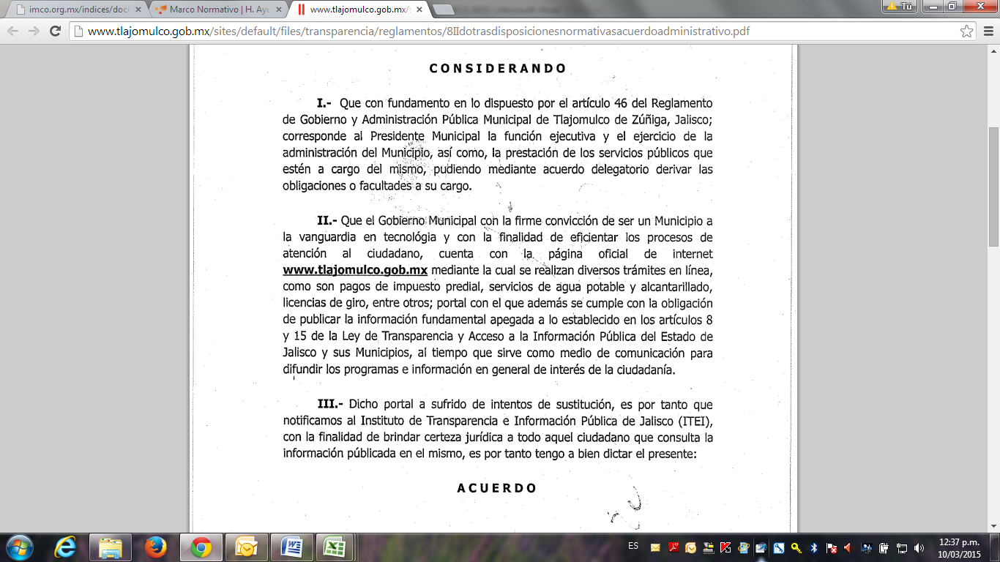 imco.org.mx/indices/docu
Marco Normativo | H. Ayu
www.tlajomulco.gob.mx/s
Tú
www.tlajomulco.gob.mx/sites/default/files/transparencia/reglamentos/8IIdotrasdisposicionesnormativasacuerdoadministrativo.pdf
C O N S I D E R A N D O
I.- Que con fundamento en lo dispuesto por el artículo 46 del Reglamento
de Gobierno y Administración Pública Municipal de Tlajomulco de Zúñiga, Jalisco;
corresponde al Presidente Municipal la función ejecutiva y el ejercicio de la
administración del Municipio, así como, la prestación de los servicios públicos que
estén a cargo del mismo, pudiendo mediante acuerdo delegatorio derivar las
obligaciones o facultades a su cargo.
II.- Que el Gobierno Municipal con la firme convicción de ser un Municipio a
la vanguardia en tecnológia y con la finalidad de eficientar los procesos de
atención al ciudadano, cuenta con la página oficial de internet
www.tlajomulco.gob.mx mediante la cual se realizan diversos trámites en línea,
como son pagos de impuesto predial, servicios de agua potable y alcantarillado,
licencias de giro, entre otros; portal con el que además se cumple con la obligación
de publicar la información fundamental apegada a lo establecido en los artículos 8
y 15 de la Ley de Transparencia y Acceso a la Información Pública del Estado de
Jalisco y sus Municipios, al tiempo que sirve como medio de comunicación para
difundir los programas e información en general de interés de la ciudadanía.
III.- Dicho portal a sufrido de intentos de sustitución, es por tanto que
notificamos al Instituto de Transparencia e Información Pública de Jalisco (ITEI),
con la finalidad de brindar certeza jurídica a todo aquel ciudadano que consulta la
información públicada en el mismo, es por tanto tengo a bien dictar el presente:
A C U E R D O
ES
12:37 p.m.
10/03/2015